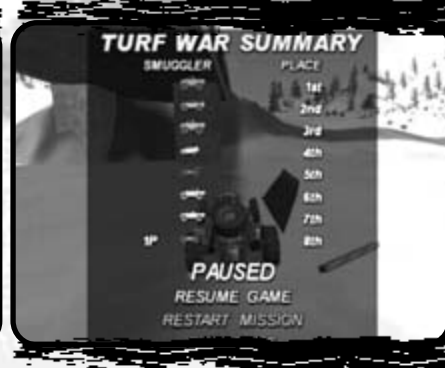 TURF WAR SUMMARY
SMUGGLER PLACE
1st
2nd
3rd
4th
5th
6th
7th
1P 8th
PAUSED
RESUME GAME
RESTART MISSION